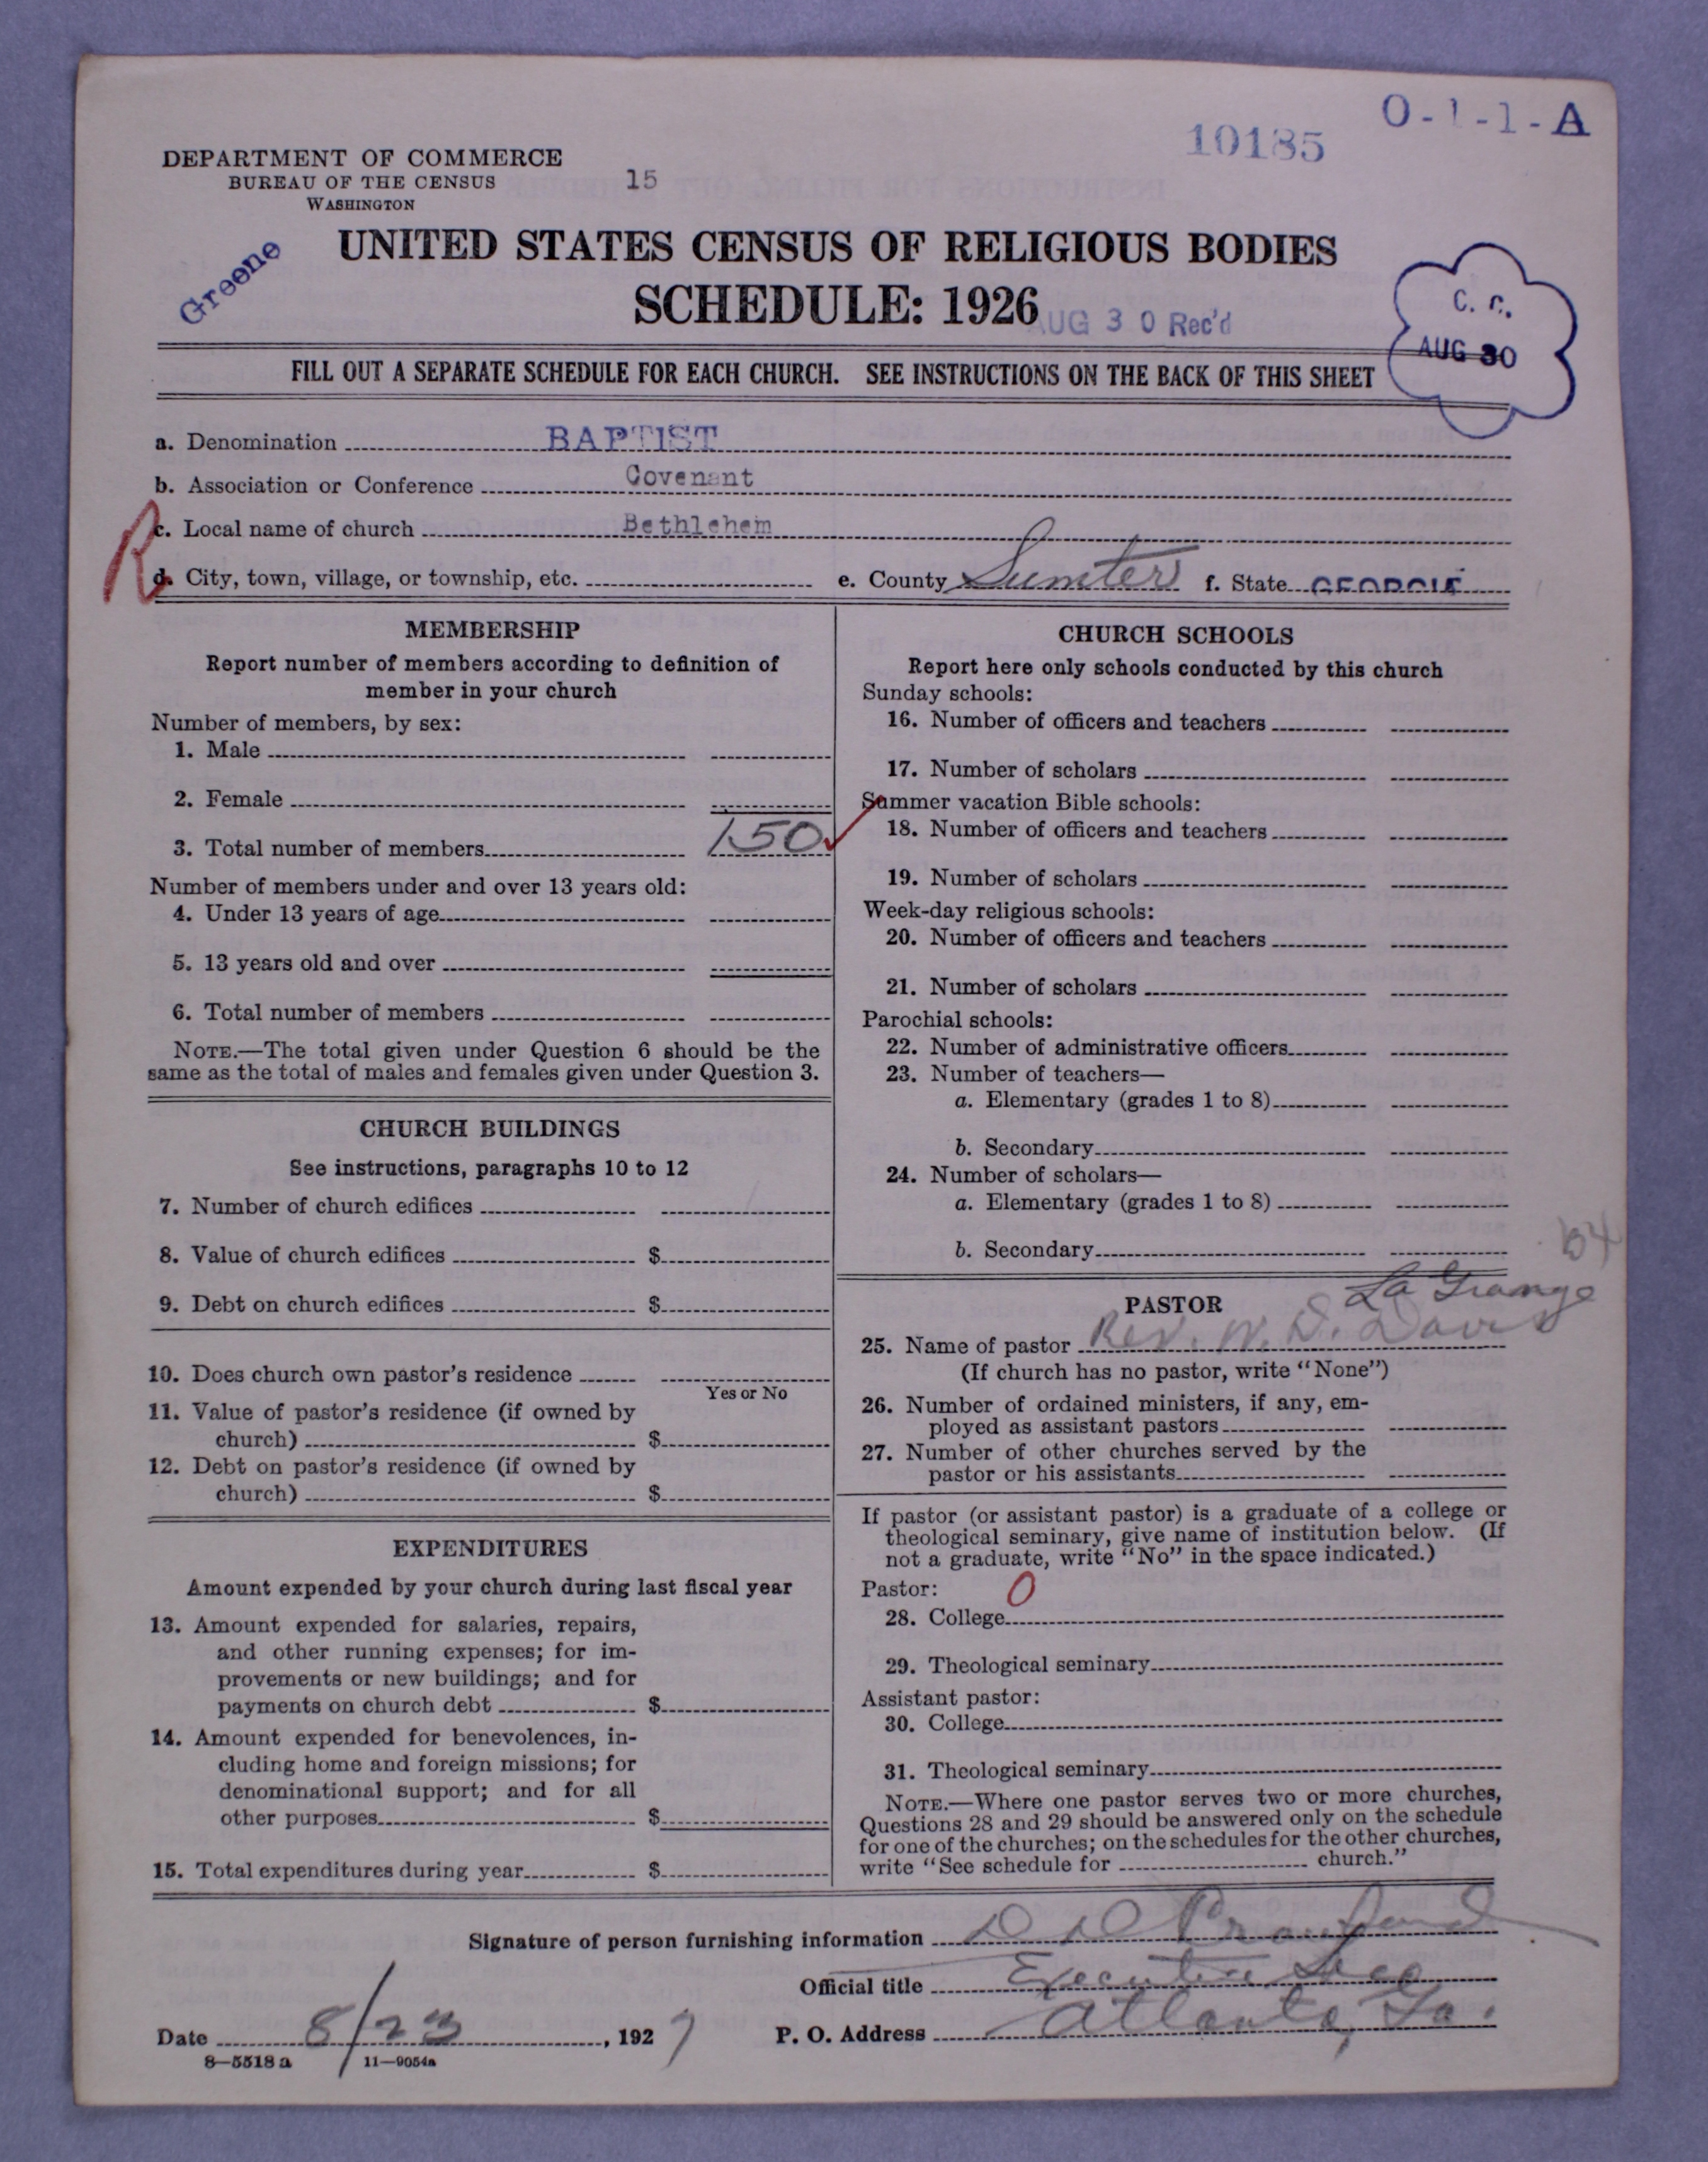 O-1-1-A
10185
DEPARTMENT OF COMMERCE
BUREAU OF THE CENSUS
WASHINGTON
15
Greene
UNITED STATES CENSUS OF RELIGIOUS BODIES
SCHEDULE: 1926
AUG 30 Rec'd
C. C.
AUG 30
FILL OUT A SEPARATE SCHEDULE FOR EACH CHURCH. SEE INSTRUCTIONS ON THE BACK OF THIS SHEET
a. Denomination BAPTIST
b. Association or Conference Covenant
R
c. Local name of church Bethlehem
d. City, town, village, or township, etc. e. County Sumter f. State GEORGIA
MEMBERSHIP
Report number of members according to definition of
member in your church
Number of members, by sex:
1. Male
2. Female
3. Total number of members 150
Number of members under and over 13 years old:
4. Under 13 years of age
5. 13 years old and over
6. Total number of members
NOTE.—The total given under Question 6 should be the
same as the total of males and females given under Question 3.
CHURCH BUILDINGS
See instructions, paragraphs 10 to 12
7. Number of church edifices
8. Value of church edifices $
9. Debt on church edifices $
10. Does church own pastor's residence
Yes or No
11. Value of pastor's residence (if owned by
church) $
12. Debt on pastor's residence (if owned by
church) $
EXPENDITURES
Amount expended by your church during last fiscal year
13. Amount expended for salaries, repairs,
and other running expenses; for im-
provements or new buildings; and for
payments on church debt $
14. Amount expended for benevolences, in-
cluding home and foreign missions; for
denominational support; and for all
other purposes $
15. Total expenditures during year $
CHURCH SCHOOLS
Report here only schools conducted by this church
Sunday schools:
16. Number of officers and teachers
17. Number of scholars
Summer vacation Bible schools:
18. Number of officers and teachers
19. Number of scholars
Week-day religious schools:
20. Number of officers and teachers
21. Number of scholars
Parochial schools:
22. Number of administrative officers
23. Number of teachers—
a. Elementary (grades 1 to 8)
b. Secondary
24. Number of scholars—
a. Elementary (grades 1 to 8)
b. Secondary
La Grange
PASTOR
25. Name of pastor Rev. W. D. Davis
(If church has no pastor, write "None")
26. Number of ordained ministers, if any, em-
ployed as assistant pastors
27. Number of other churches served by the
pastor or his assistants
If pastor (or assistant pastor) is a graduate of a college or
theological seminary, give name of institution below. (If
not a graduate, write "No" in the space indicated.)
Pastor: 0
28. College
29. Theological seminary
Assistant pastor:
30. College
31. Theological seminary
NOTE.—Where one pastor serves two or more churches,
Questions 28 and 29 should be answered only on the schedule
for one of the churches; on the schedules for the other churches,
write "See schedule for church."
Signature of person furnishing information D D Crawford
Official title Executive Sec
Date 8/23, 1927 P. O. Address Atlanta, Ga.
8—5518 a 11—9054a